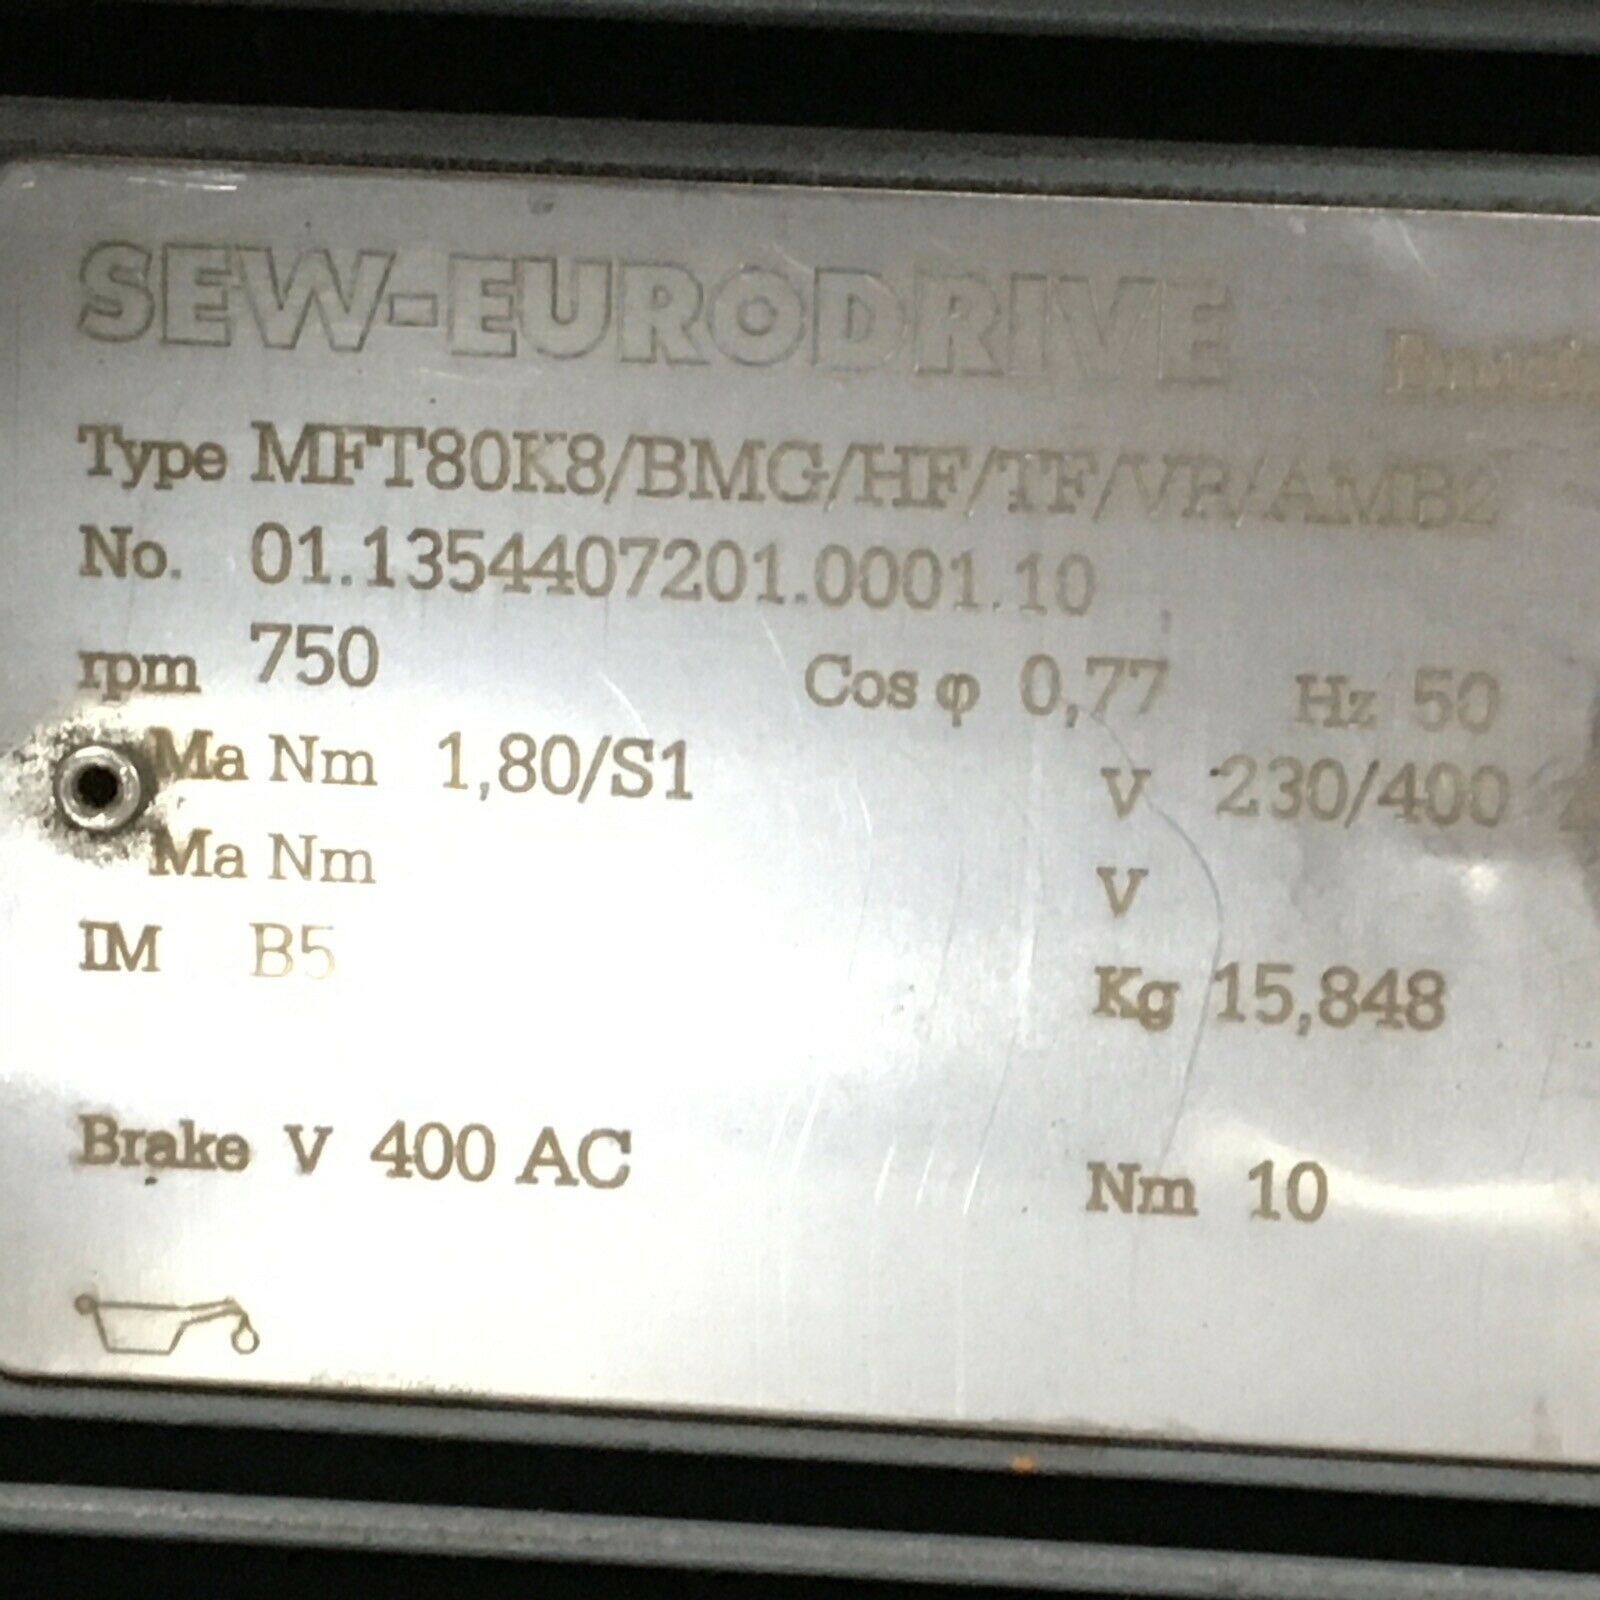 SEW-EURODRIVE
Type MFT80K8/BMG/HF/TF/VR/AMB2
No. 01.1354407201.0001.10
rpm 750 Cos φ 0,77 Hz 50
Ma Nm 1,80/S1 V 230/400
Ma Nm V
IM B5 Kg 15,848
Brake V 400 AC Nm 10